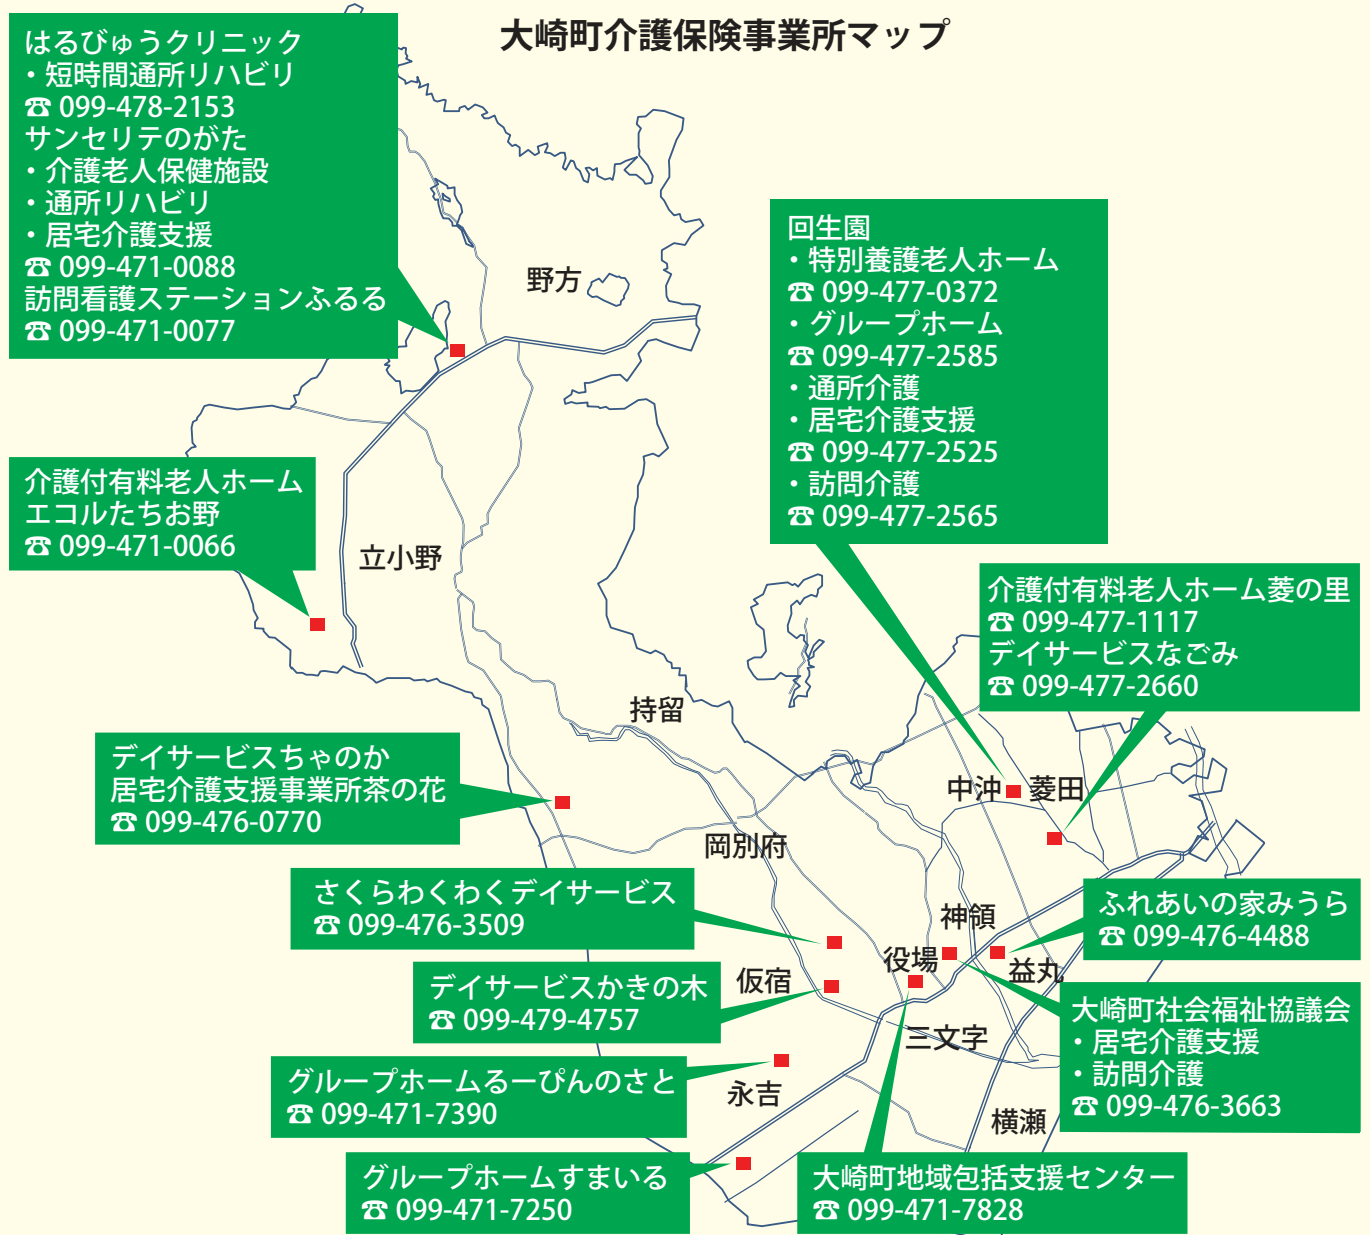 大崎町介護保険事業所マップ
はるびゅうクリニック
・短時間通所リハビリ
☎ 099-478-2153
サンセリテのがた
・介護老人保健施設
・通所リハビリ
・居宅介護支援
☎ 099-471-0088
訪問看護ステーションふるる
☎ 099-471-0077
野方
回生園
・特別養護老人ホーム
☎ 099-477-0372
・グループホーム
☎ 099-477-2585
・通所介護
・居宅介護支援
☎ 099-477-2525
・訪問介護
☎ 099-477-2565
介護付有料老人ホーム
エコルたちお野
☎ 099-471-0066
立小野
介護付有料老人ホーム菱の里
☎ 099-477-1117
デイサービスなごみ
☎ 099-477-2660
持留
デイサービスちゃのか
居宅介護支援事業所茶の花
☎ 099-476-0770
中沖
菱田
岡別府
さくらわくわくデイサービス
☎ 099-476-3509
神領
ふれあいの家みうら
☎ 099-476-4488
役場
益丸
仮宿
デイサービスかきの木
☎ 099-479-4757
大崎町社会福祉協議会
・居宅介護支援
・訪問介護
☎ 099-476-3663
三文字
グループホームるーぴんのさと
☎ 099-471-7390
永吉
横瀬
グループホームすまいる
☎ 099-471-7250
大崎町地域包括支援センター
☎ 099-471-7828